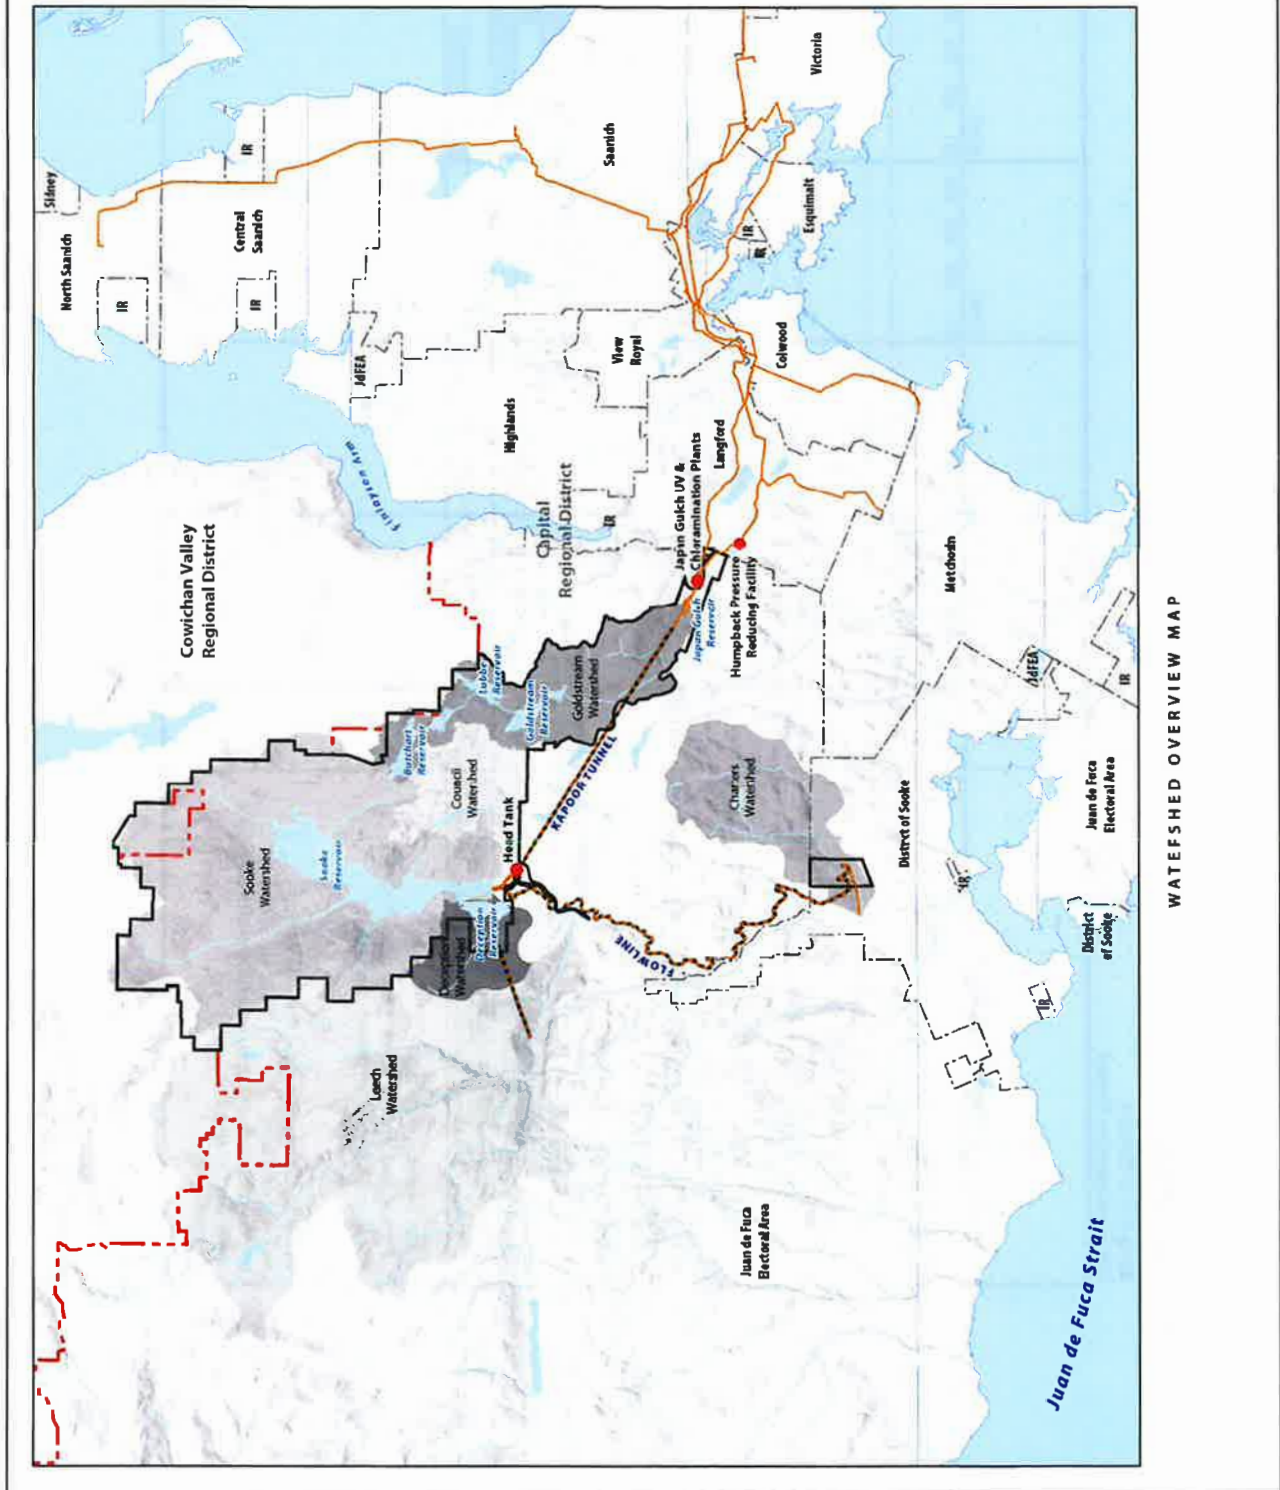 Juan de Fuca Strait
Juan de Fuca
Electoral Area
Leech
Watershed
Sooke
Watershed
Sooke
Reservoir
Watershed
Deception
Reservoir
Head Tank
FLOWLINE
KAPOOR TUNNEL
Council
Watershed
Butchart
Reservoir
Lubbe
Reservoir
Goldstream
Reservoir
Goldstream
Watershed
Charters
Watershed
Cowichan Valley
Regional District
Finlayson Arm
Capital
Regional District
Japan Gulch UV &
Chloramination Plants
Japan Gulch
Reservoir
Humpback Pressure
Reducing Facility
IR
IR
IR
District
of Sooke
District of Sooke
Juan de Fuca
Electoral Area
JdFEA
IR
Metchosin
Langford
Colwood
Highlands
View
Royal
JdFEA
IR
IR
IR
North Saanich
Sidney
Central
Saanich
Saanich
IR
IR
Esquimalt
Victoria
WATEFSHED OVERVIEW MAP